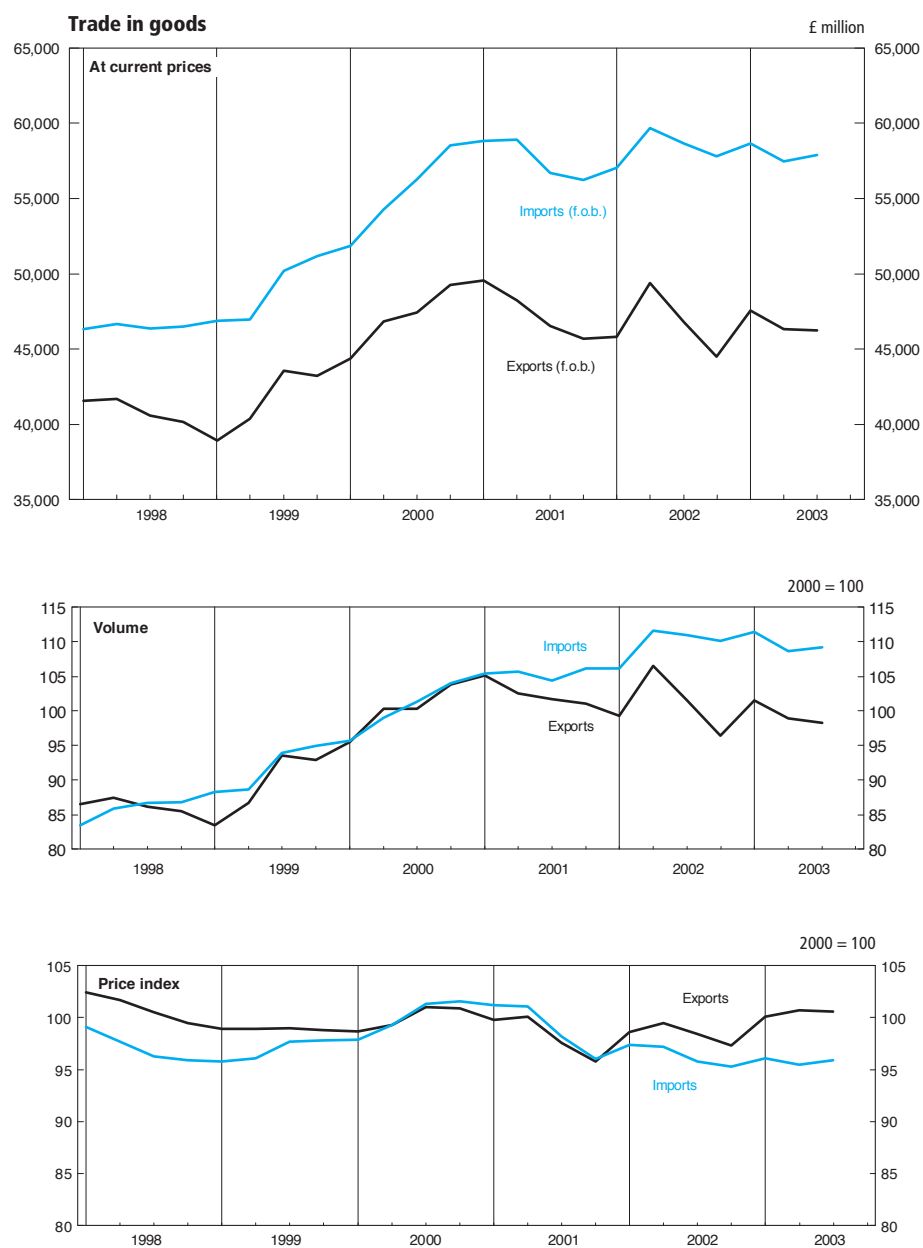 Trade in goods
£ million
65,000 65,000
At current prices
60,000 60,000
55,000 55,000
Imports (f.o.b.)
50,000 50,000
45,000 45,000
Exports (f.o.b.)
40,000 40,000
35,000 35,000
1998 1999 2000 2001 2002 2003
2000 = 100
115 115
Volume
Imports
110 110
105 105
Exports
100 100
95 95
90 90
85 85
80 80
1998 1999 2000 2001 2002 2003
2000 = 100
105 105
Price index
Exports
100 100
95 95
Imports
90 90
85 85
80 80
1998 1999 2000 2001 2002 2003